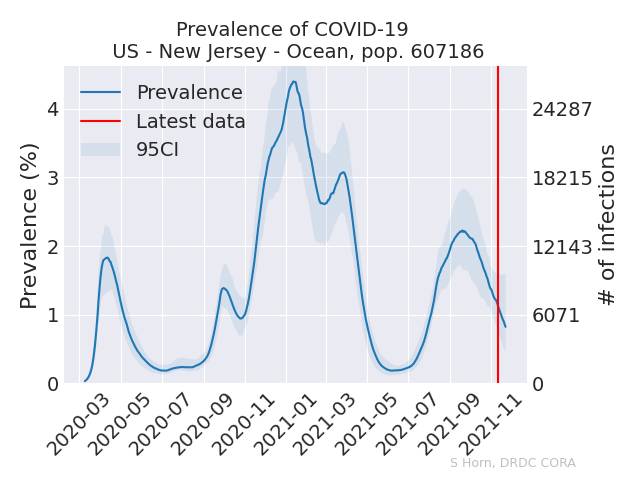 Prevalence of COVID-19
US - New Jersey - Ocean, pop. 607186
Prevalence
Latest data
95CI
Prevalence (%)
4
3
2
1
0
24287
18215
12143
6071
0
# of infections
2020-03
2020-05
2020-07
2020-09
2020-11
2021-01
2021-03
2021-05
2021-07
2021-09
2021-11
S Horn, DRDC CORA